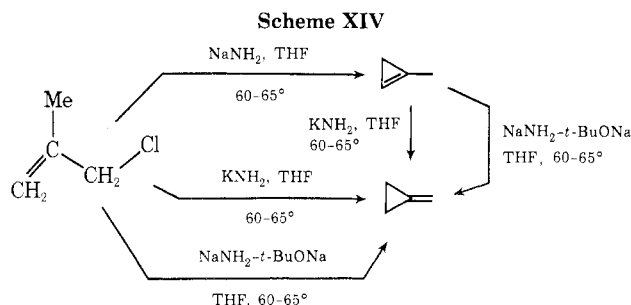 Scheme XIV
NaNH₂, THF
60-65°
Me
C
Cl
CH₂
CH₂
KNH₂, THF
60-65°
NaNH₂-t-BuONa
THF, 60-65°
KNH₂, THF
60-65°
NaNH₂-t-BuONa
THF, 60-65°